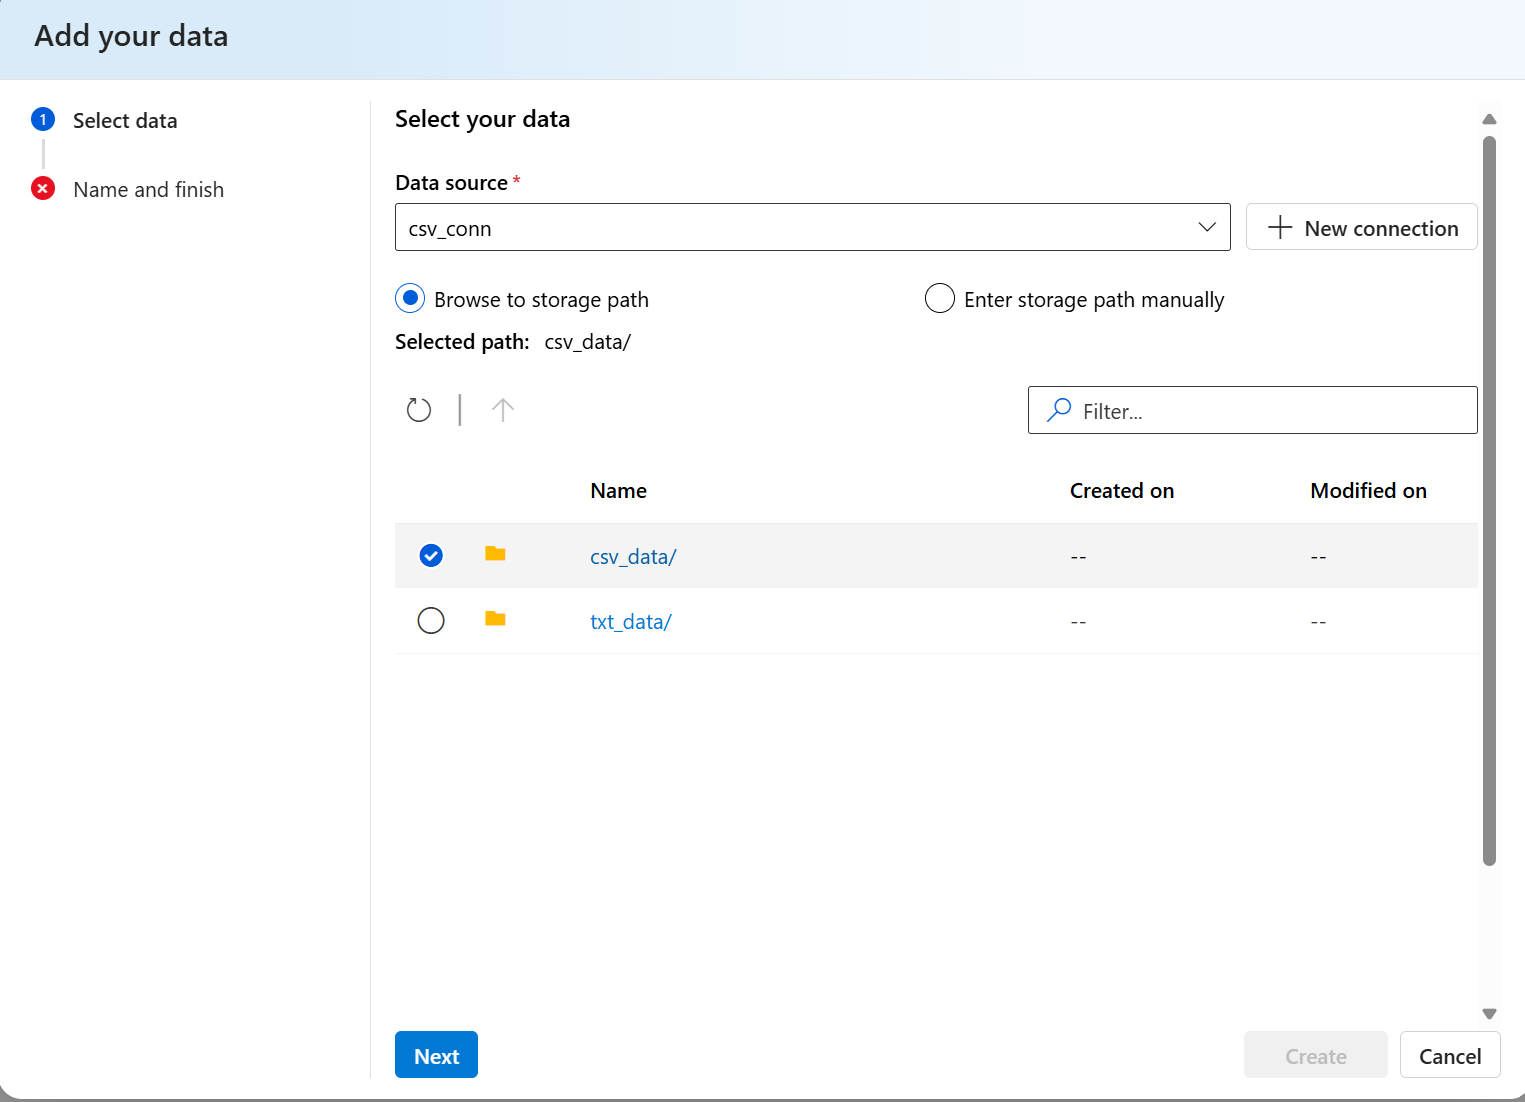 Add your data
1 Select data
Name and finish
Select your data
Data source *
csv_conn
New connection
Browse to storage path
Enter storage path manually
Selected path: csv_data/
Filter...
Name Created on Modified on
csv_data/ -- --
txt_data/ -- --
Next
Create
Cancel